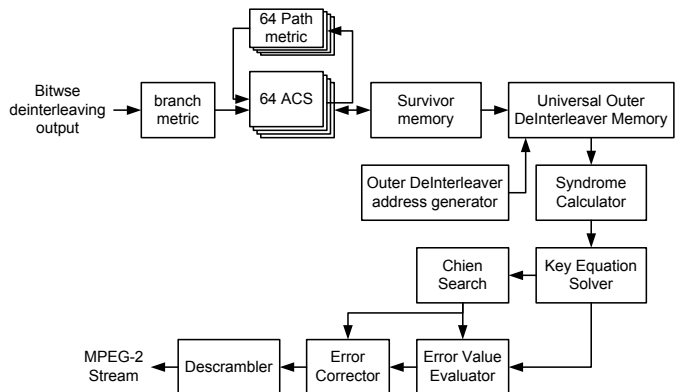 64 Path
metric
Bitwse
deinterleaving
output
branch
metric
64 ACS
Survivor
memory
Universal Outer
DeInterleaver Memory
Outer DeInterleaver
address generator
Syndrome
Calculator
Chien
Search
Key Equation
Solver
MPEG-2
Stream
Descrambler
Error
Corrector
Error Value
Evaluator